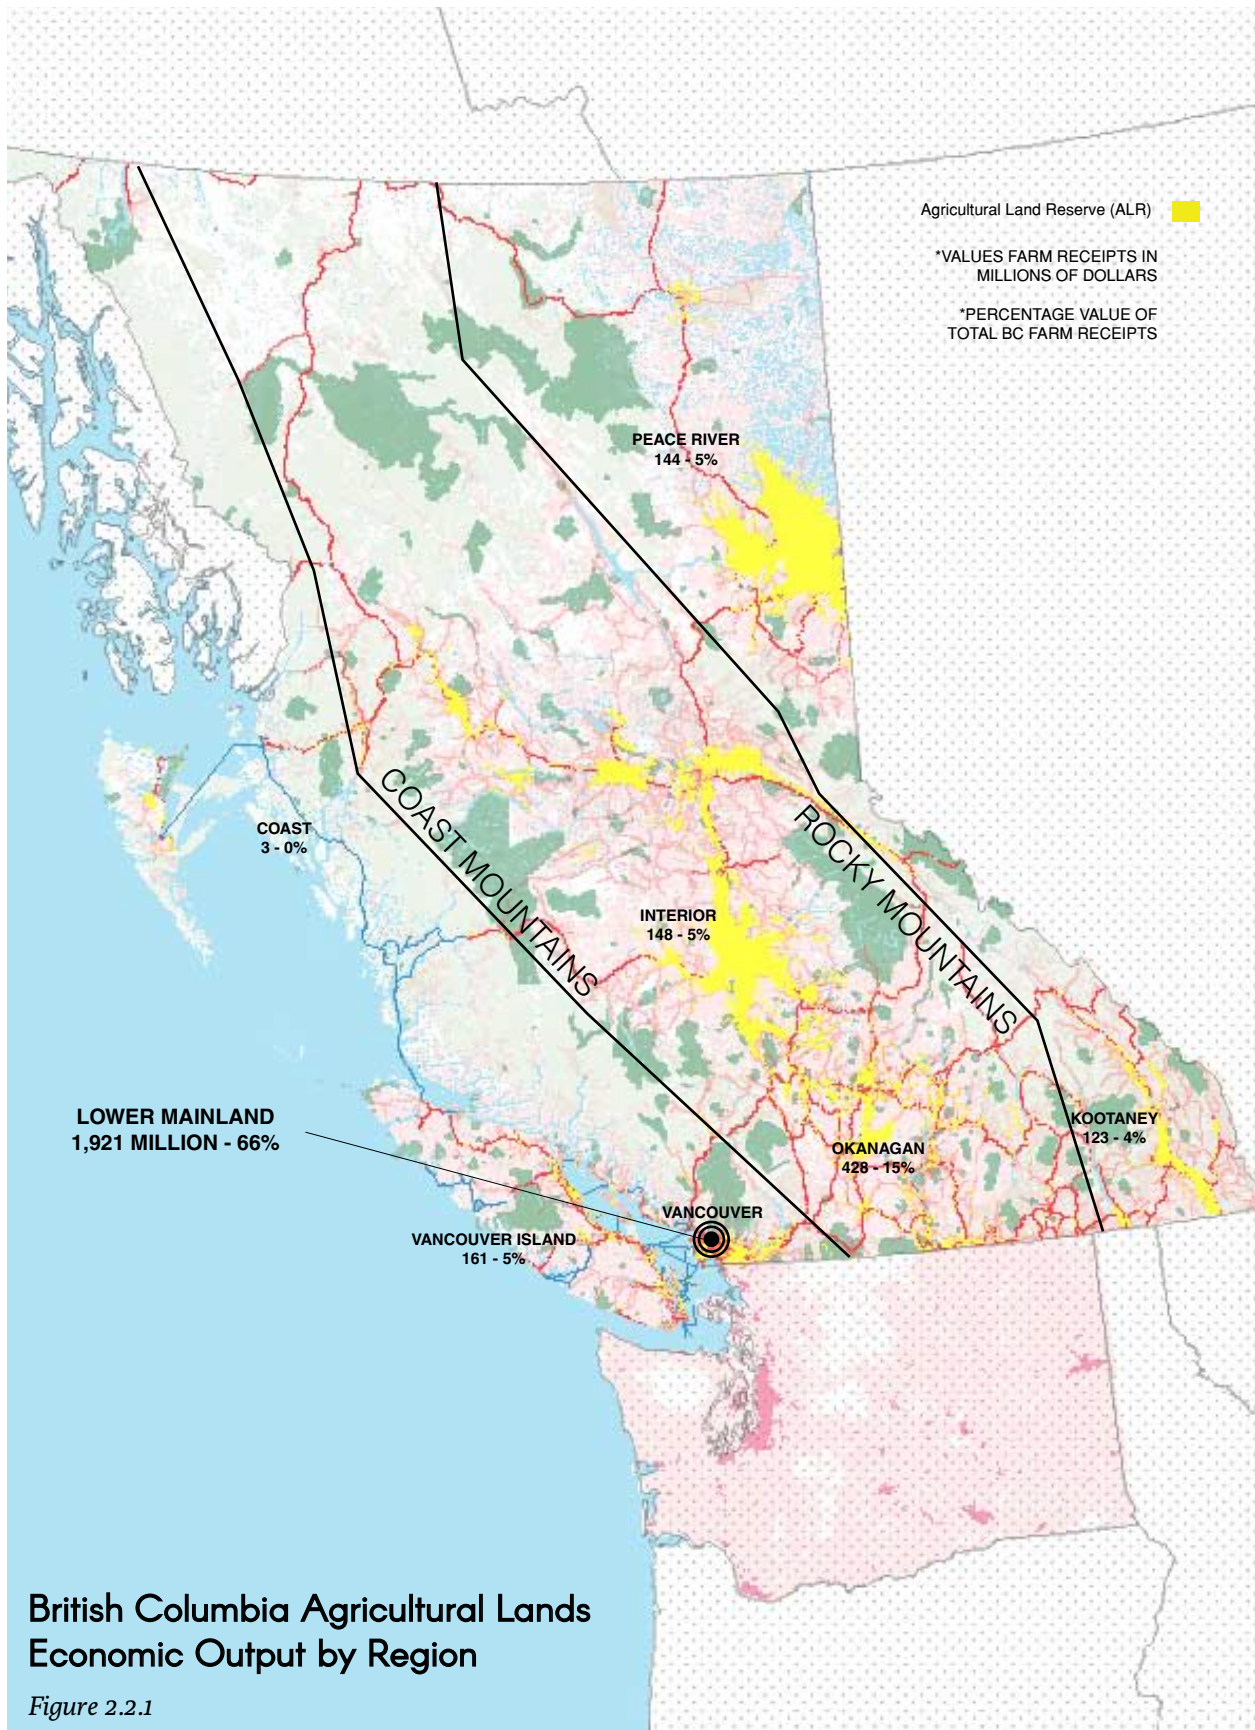 Agricultural Land Reserve (ALR)
*VALUES FARM RECEIPTS IN
MILLIONS OF DOLLARS
*PERCENTAGE VALUE OF
TOTAL BC FARM RECEIPTS
PEACE RIVER
144 - 5%
COAST MOUNTAINS
ROCKY MOUNTAINS
COAST
3 - 0%
INTERIOR
148 - 5%
LOWER MAINLAND
1,921 MILLION - 66%
KOOTANEY
123 - 4%
OKANAGAN
428 - 15%
VANCOUVER
VANCOUVER ISLAND
161 - 5%
British Columbia Agricultural Lands
Economic Output by Region
Figure 2.2.1